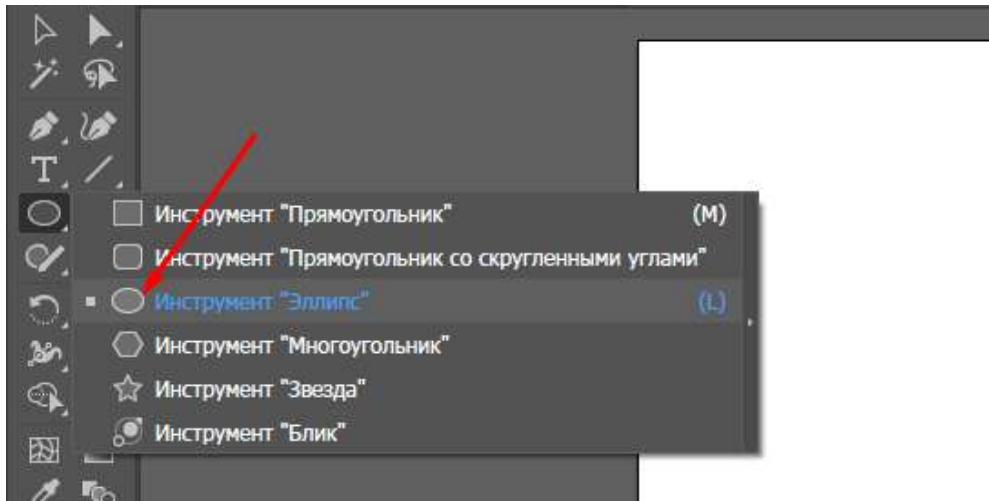 Инструмент "Прямоугольник" (M)
Инструмент "Прямоугольник со скругленными углами"
Инструмент "Эллипс" (L)
Инструмент "Многоугольник"
Инструмент "Звезда"
Инструмент "Блик"